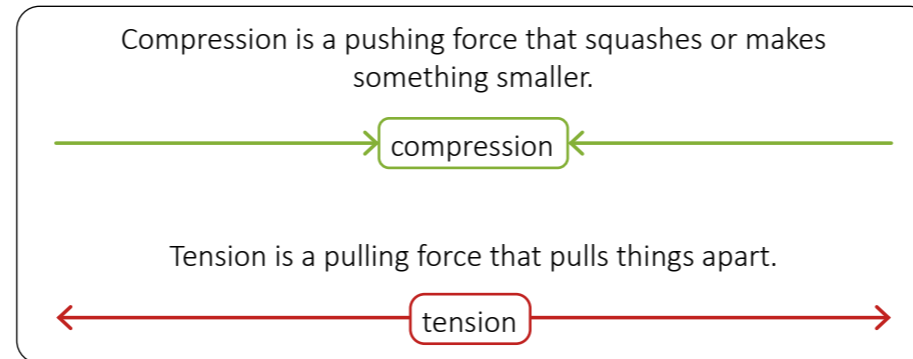 Compression is a pushing force that squashes or makes
something smaller.
compression
Tension is a pulling force that pulls things apart.
tension